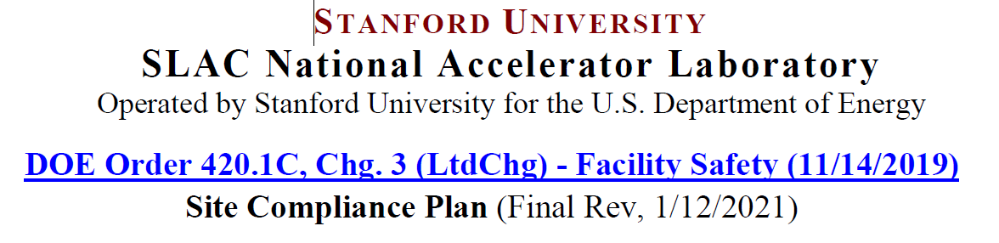 STANFORD UNIVERSITY
SLAC National Accelerator Laboratory
Operated by Stanford University for the U.S. Department of Energy
DOE Order 420.1C, Chg. 3 (LtdChg) - Facility Safety (11/14/2019)
Site Compliance Plan (Final Rev, 1/12/2021)